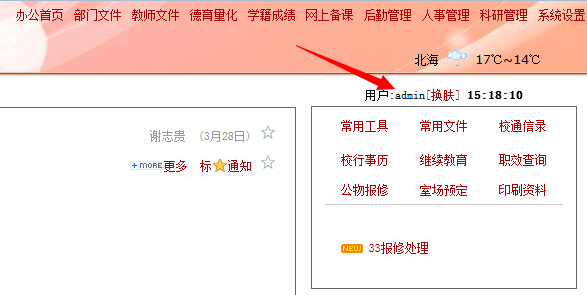 办公首页 部门文件 教师文件 德育量化 学籍成绩 网上备课 后勤管理 人事管理 科研管理 系统设置
北海 17℃~14℃
用户:admin[换肤] 15:18:10
谢志贵 (3月28日)
MORE更多 标通知
常用工具 常用文件 校通信录
校行事历 继续教育 职效查询
公物报修 室场预定 印刷资料
NEW 33报修处理